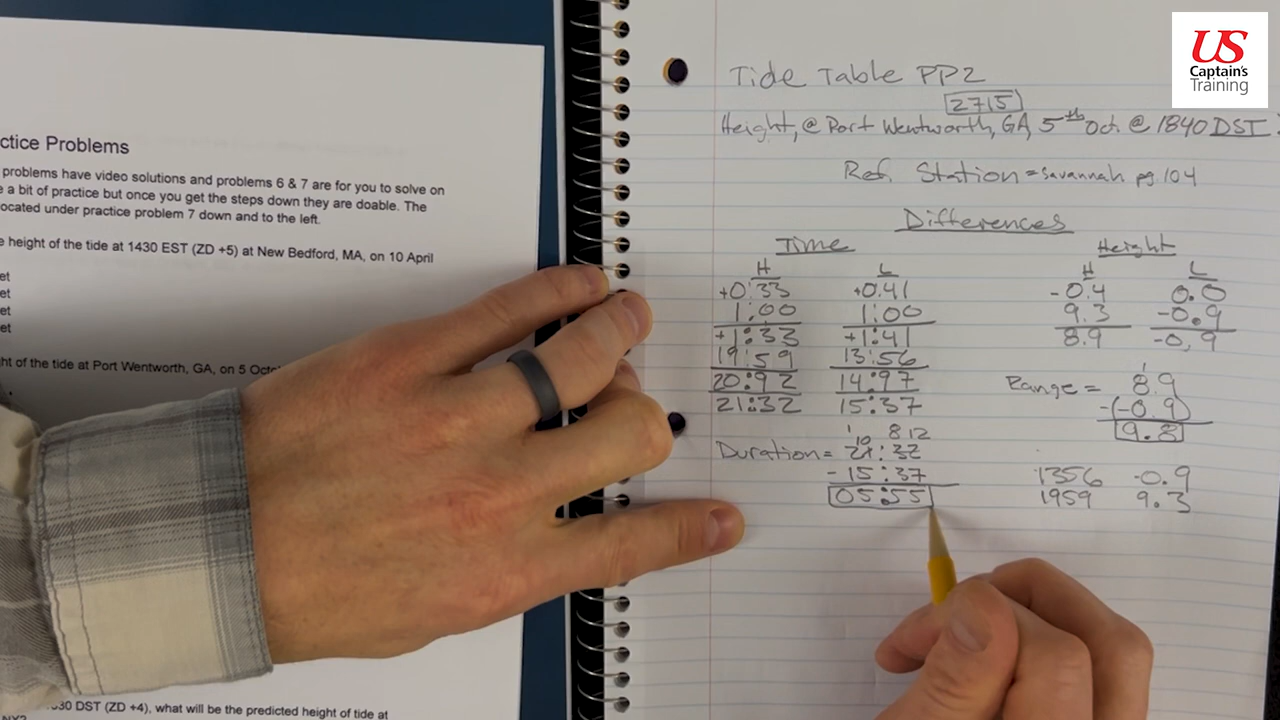 US
Captain's
Training
ctice Problems
problems have video solutions and problems 6 & 7 are for you to solve on
e a bit of practice but once you get the steps down they are doable. The
ocated under practice problem 7 down and to the left.
e height of the tide at 1430 EST (ZD +5) at New Bedford, MA, on 10 April
et
et
et
et
ht of the tide at Port Wentworth, GA, on 5 Oct
30 DST (ZD +4), what will be the predicted height of tide at
NY?
Tide Table PP2
2715
Height, @ Port Wentworth, GA, 5th Oct. @ 1840 DST.
Ref. Station = Savannah pg. 104
Differences
Time Height
H L H L
+0:33 +0:41 -0.4 0.0
1:00 1:00 9.3 -0.9
+1:33 +1:41 8.9 -0,9
19:59 13:56
20:92 14:97
21:32 15:37
Range = 8.9
-(-0.9)
9.8
Duration = 21:32
1 10 8 12
-15:37
05:55
1356 -0.9
1959 9.3